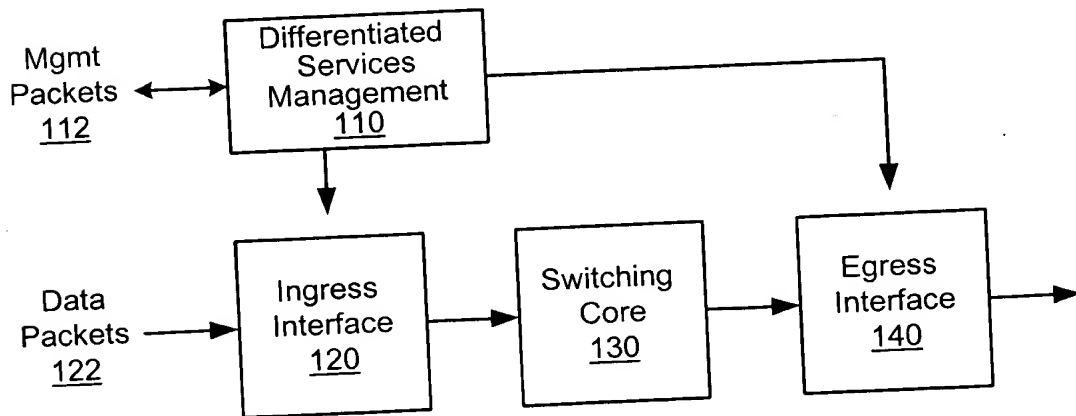 Mgmt
Packets
112
Differentiated
Services
Management
110
Data
Packets
122
Ingress
Interface
120
Switching
Core
130
Egress
Interface
140